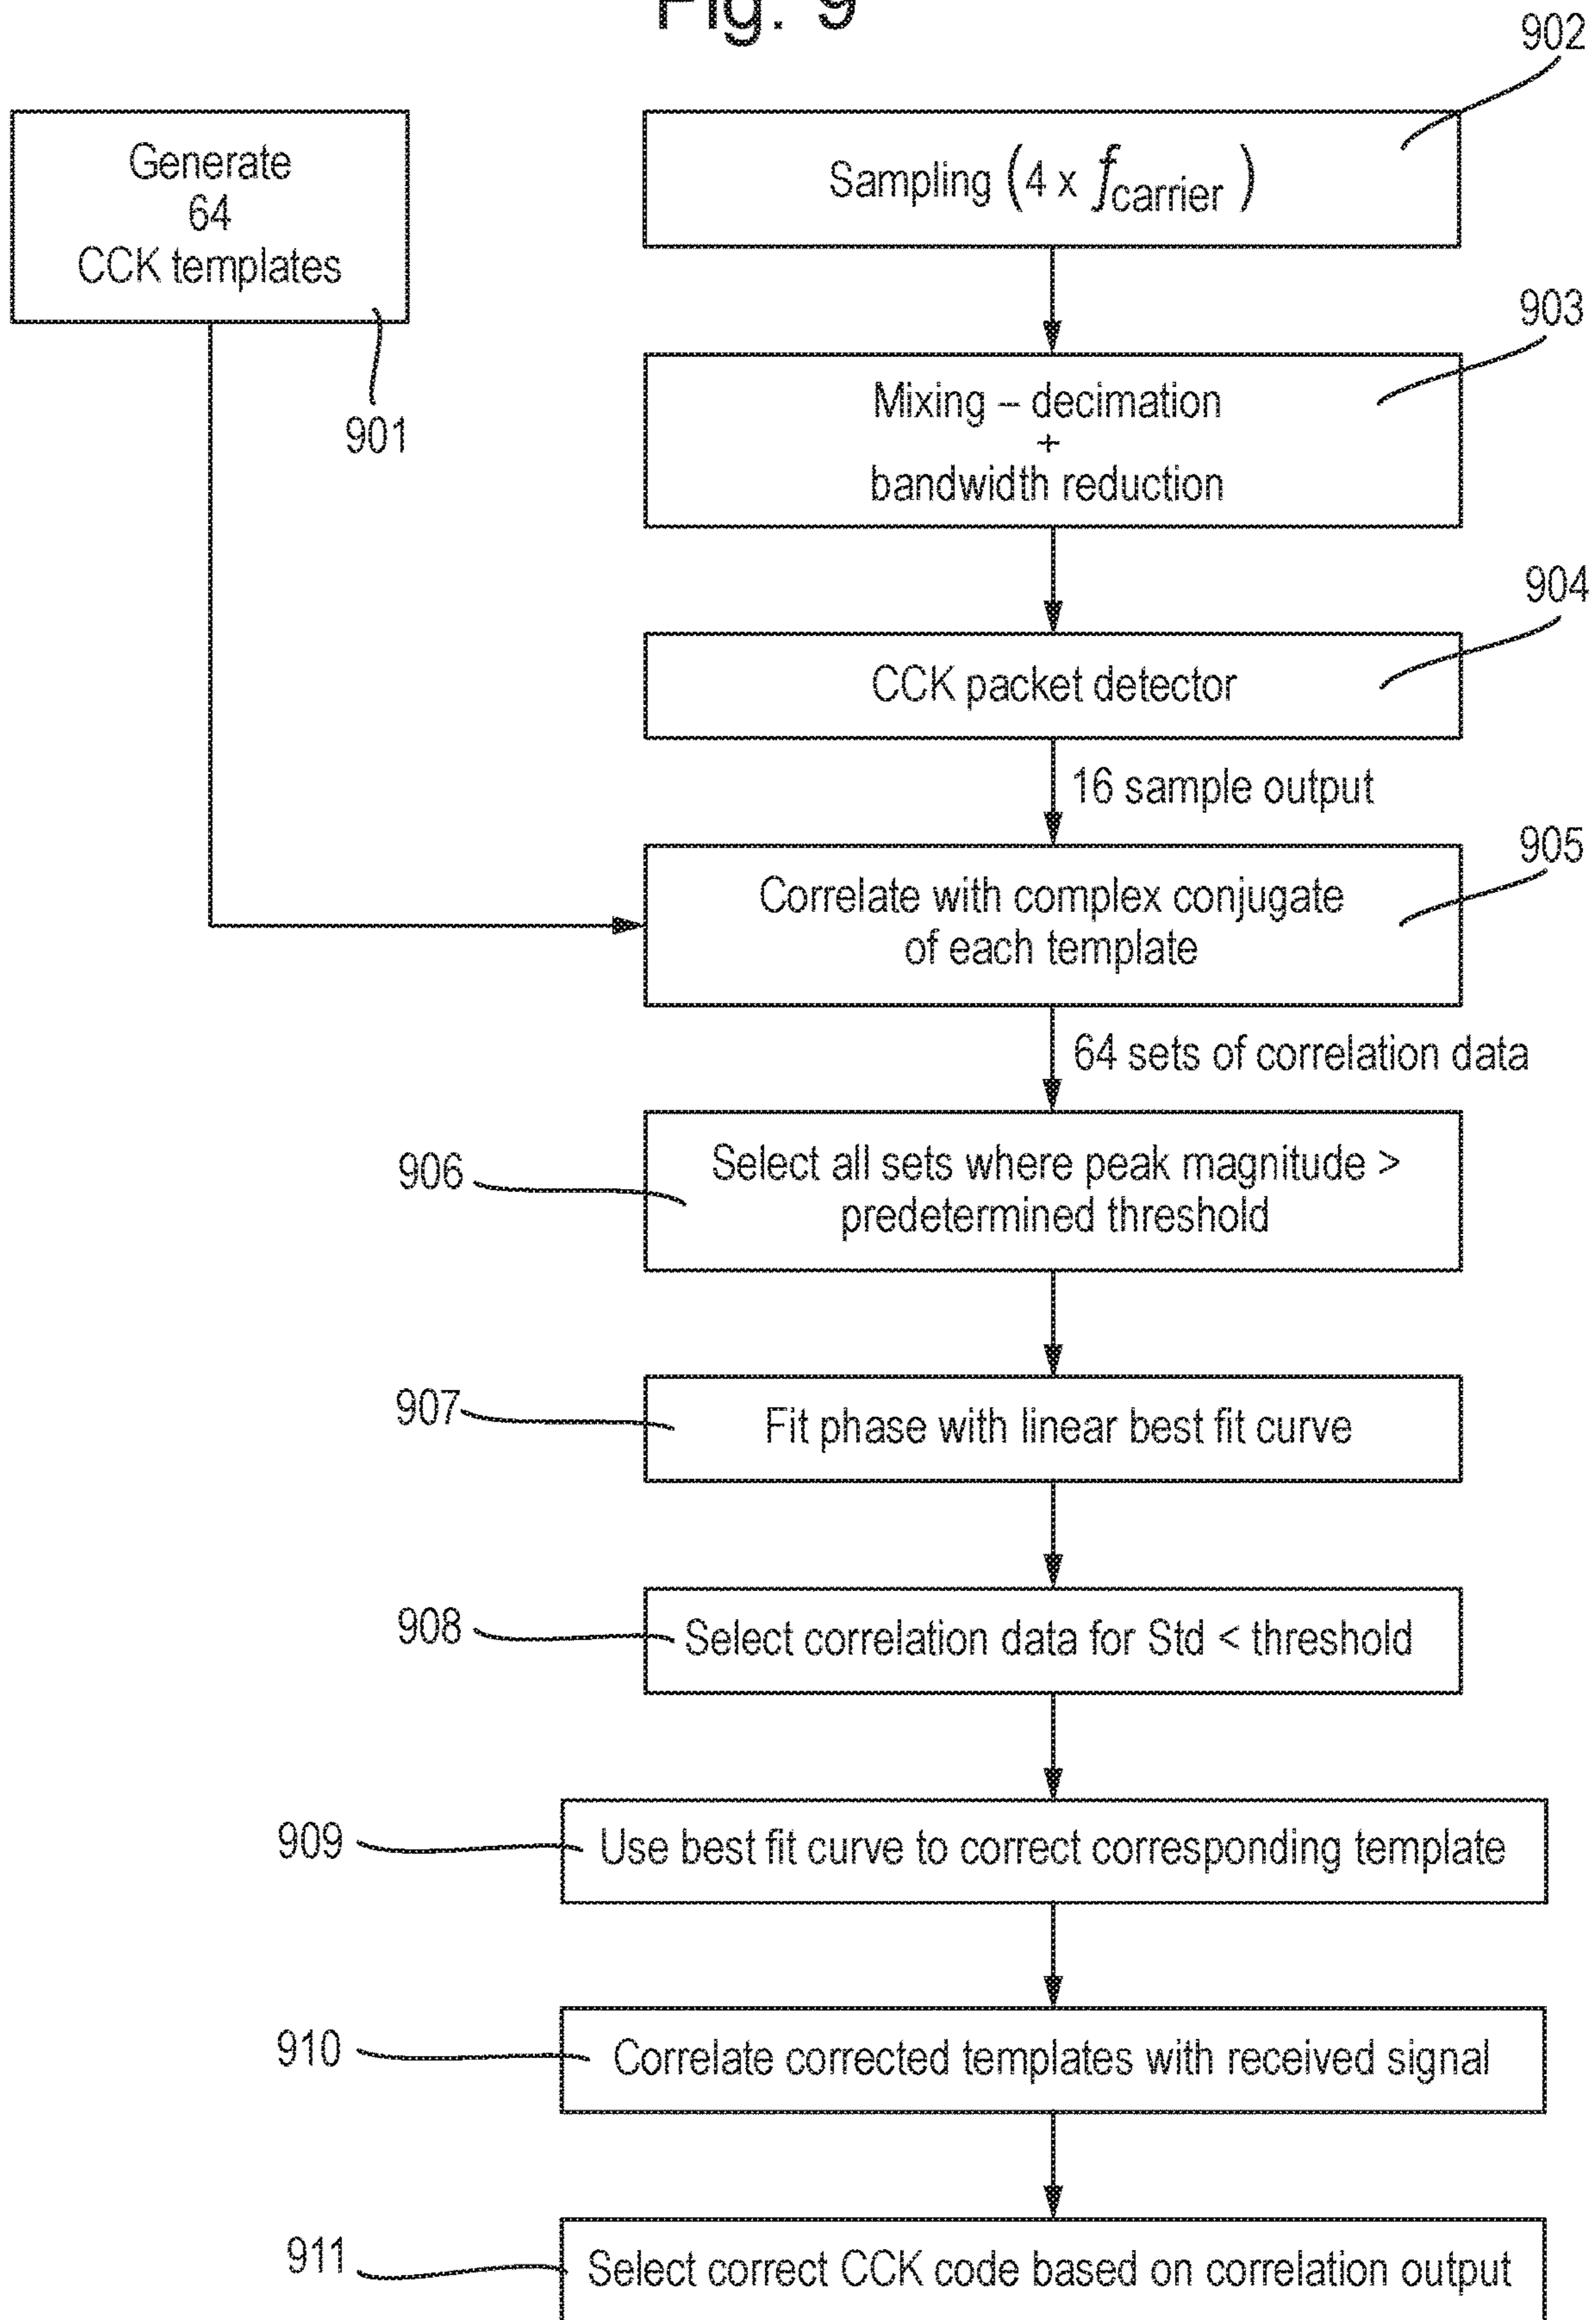 Fig. 9
902
Generate
64
CCK templates
901
Sampling (4 x fcarrier )
903
Mixing – decimation
+
bandwidth reduction
904
CCK packet detector
16 sample output
905
Correlate with complex conjugate
of each template
64 sets of correlation data
906
Select all sets where peak magnitude >
predetermined threshold
907
Fit phase with linear best fit curve
908
Select correlation data for Std < threshold
909
Use best fit curve to correct corresponding template
910
Correlate corrected templates with received signal
911
Select correct CCK code based on correlation output